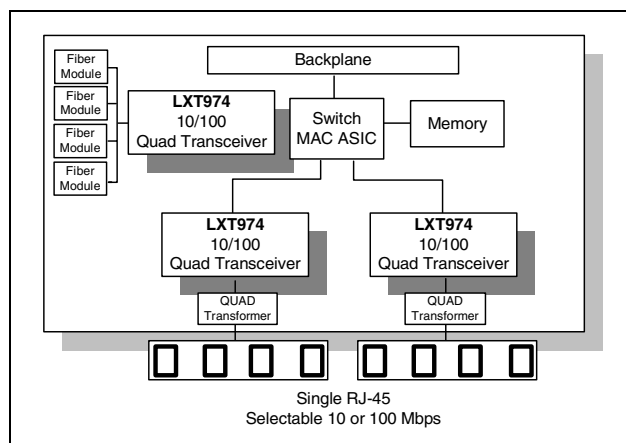 Backplane
Fiber
Module
Fiber
Module
Fiber
Module
Fiber
Module
LXT974
10/100
Quad Transceiver
Switch
MAC ASIC
Memory
LXT974
10/100
Quad Transceiver
LXT974
10/100
Quad Transceiver
QUAD
Transformer
QUAD
Transformer
Single RJ-45
Selectable 10 or 100 Mbps